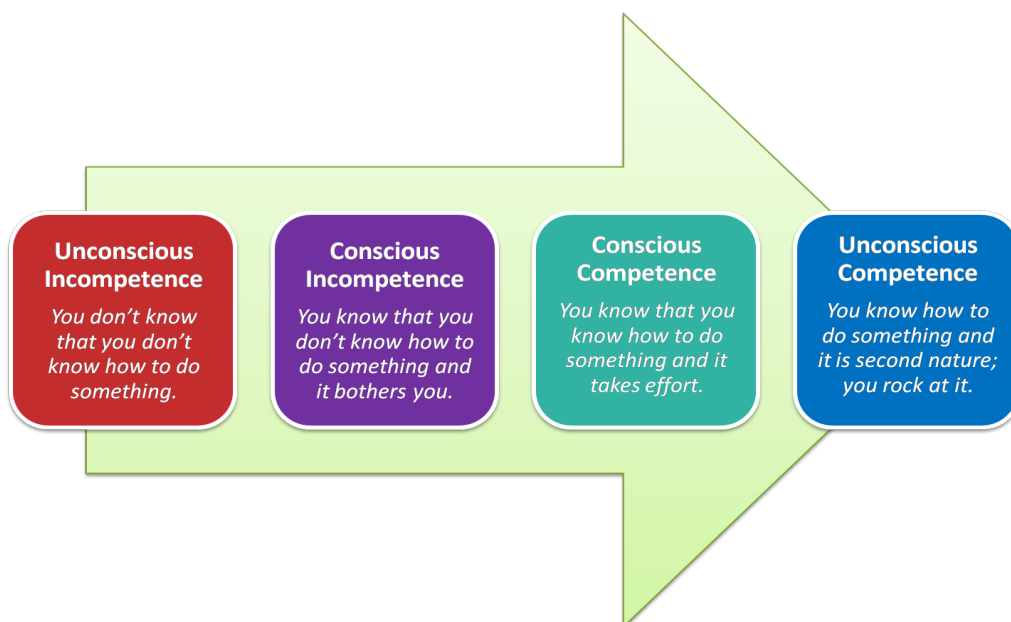 Unconscious
Incompetence
You don’t know
that you don’t
know how to do
something.
Conscious
Incompetence
You know that you
don’t know how to
do something and
it bothers you.
Conscious
Competence
You know that you
know how to do
something and it
takes effort.
Unconscious
Competence
You know how to
do something and
it is second nature;
you rock at it.